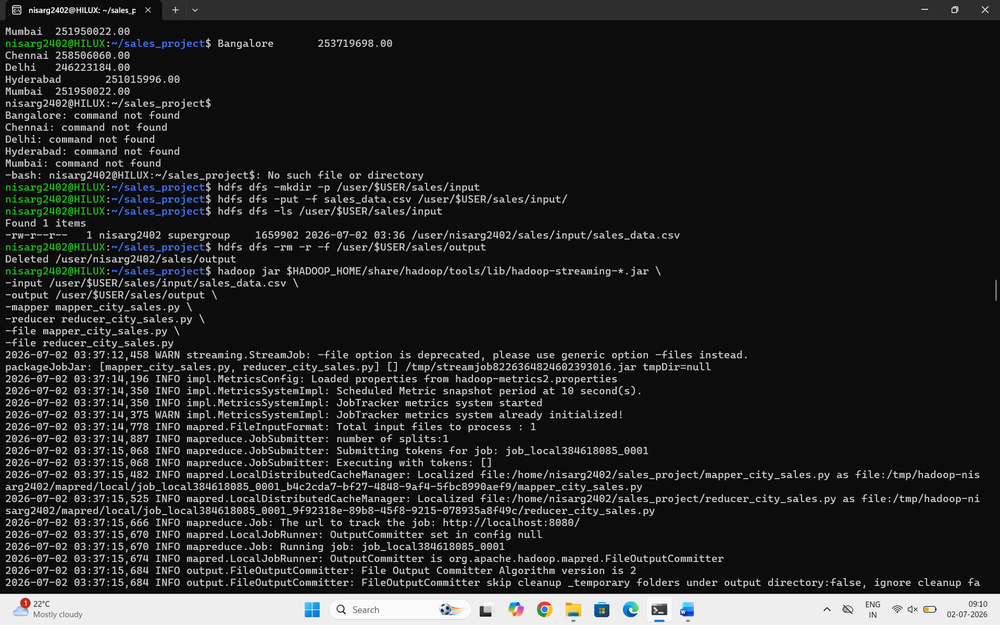 nisarg2402@HILUX: ~/sales_p
Mumbai  251950022.00
nisarg2402@HILUX:~/sales_project$ Bangalore       253719698.00
Chennai 258506060.00
Delhi   246223184.00
Hyderabad       251015996.00
Mumbai  251950022.00
nisarg2402@HILUX:~/sales_project$
Bangalore: command not found
Chennai: command not found
Delhi: command not found
Hyderabad: command not found
Mumbai: command not found
-bash: nisarg2402@HILUX:~/sales_project$: No such file or directory
nisarg2402@HILUX:~/sales_project$ hdfs dfs -mkdir -p /user/$USER/sales/input
nisarg2402@HILUX:~/sales_project$ hdfs dfs -put -f sales_data.csv /user/$USER/sales/input/
nisarg2402@HILUX:~/sales_project$ hdfs dfs -ls /user/$USER/sales/input
Found 1 items
-rw-r--r--   1 nisarg2402 supergroup    1659902 2026-07-02 03:36 /user/nisarg2402/sales/input/sales_data.csv
nisarg2402@HILUX:~/sales_project$ hdfs dfs -rm -r -f /user/$USER/sales/output
Deleted /user/nisarg2402/sales/output
nisarg2402@HILUX:~/sales_project$ hadoop jar $HADOOP_HOME/share/hadoop/tools/lib/hadoop-streaming-*.jar \
-input /user/$USER/sales/input/sales_data.csv \
-output /user/$USER/sales/output \
-mapper mapper_city_sales.py \
-reducer reducer_city_sales.py \
-file mapper_city_sales.py \
-file reducer_city_sales.py
2026-07-02 03:37:12,458 WARN streaming.StreamJob: -file option is deprecated, please use generic option -files instead.
packageJobJar: [mapper_city_sales.py, reducer_city_sales.py] [] /tmp/streamjob8226364824602393016.jar tmpDir=null
2026-07-02 03:37:14,196 INFO impl.MetricsConfig: Loaded properties from hadoop-metrics2.properties
2026-07-02 03:37:14,350 INFO impl.MetricsSystemImpl: Scheduled Metric snapshot period at 10 second(s).
2026-07-02 03:37:14,350 INFO impl.MetricsSystemImpl: JobTracker metrics system started
2026-07-02 03:37:14,375 WARN impl.MetricsSystemImpl: JobTracker metrics system already initialized!
2026-07-02 03:37:14,778 INFO mapred.FileInputFormat: Total input files to process : 1
2026-07-02 03:37:14,887 INFO mapreduce.JobSubmitter: number of splits:1
2026-07-02 03:37:15,068 INFO mapreduce.JobSubmitter: Submitting tokens for job: job_local384618085_0001
2026-07-02 03:37:15,068 INFO mapreduce.JobSubmitter: Executing with tokens: []
2026-07-02 03:37:15,482 INFO mapred.LocalDistributedCacheManager: Localized file:/home/nisarg2402/sales_project/mapper_city_sales.py as file:/tmp/hadoop-nis
arg2402/mapred/local/job_local384618085_0001_b4c2cda7-bf27-4848-9af4-5fbc8990aef9/mapper_city_sales.py
2026-07-02 03:37:15,525 INFO mapred.LocalDistributedCacheManager: Localized file:/home/nisarg2402/sales_project/reducer_city_sales.py as file:/tmp/hadoop-ni
sarg2402/mapred/local/job_local384618085_0001_9f92318e-89b8-45f8-9215-078935a8f49c/reducer_city_sales.py
2026-07-02 03:37:15,666 INFO mapreduce.Job: The url to track the job: http://localhost:8080/
2026-07-02 03:37:15,670 INFO mapred.LocalJobRunner: OutputCommitter set in config null
2026-07-02 03:37:15,670 INFO mapreduce.Job: Running job: job_local384618085_0001
2026-07-02 03:37:15,674 INFO mapred.LocalJobRunner: OutputCommitter is org.apache.hadoop.mapred.FileOutputCommitter
2026-07-02 03:37:15,684 INFO output.FileOutputCommitter: File Output Committer Algorithm version is 2
2026-07-02 03:37:15,684 INFO output.FileOutputCommitter: FileOutputCommitter skip cleanup _temporary folders under output directory:false, ignore cleanup fa
1
22°C
Mostly cloudy
Search
ENG
IN
09:10
02-07-2026